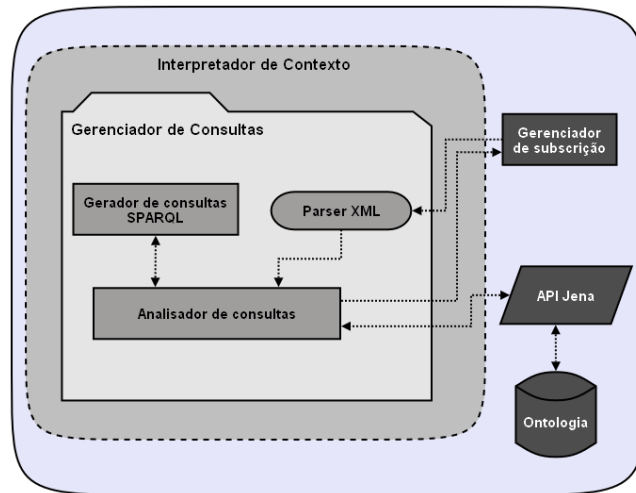 Interpretador de Contexto
Gerenciador de Consultas
Gerenciador
de subscrição
Gerador de consultas
SPARQL
Parser XML
Analisador de consultas
API Jena
Ontologia